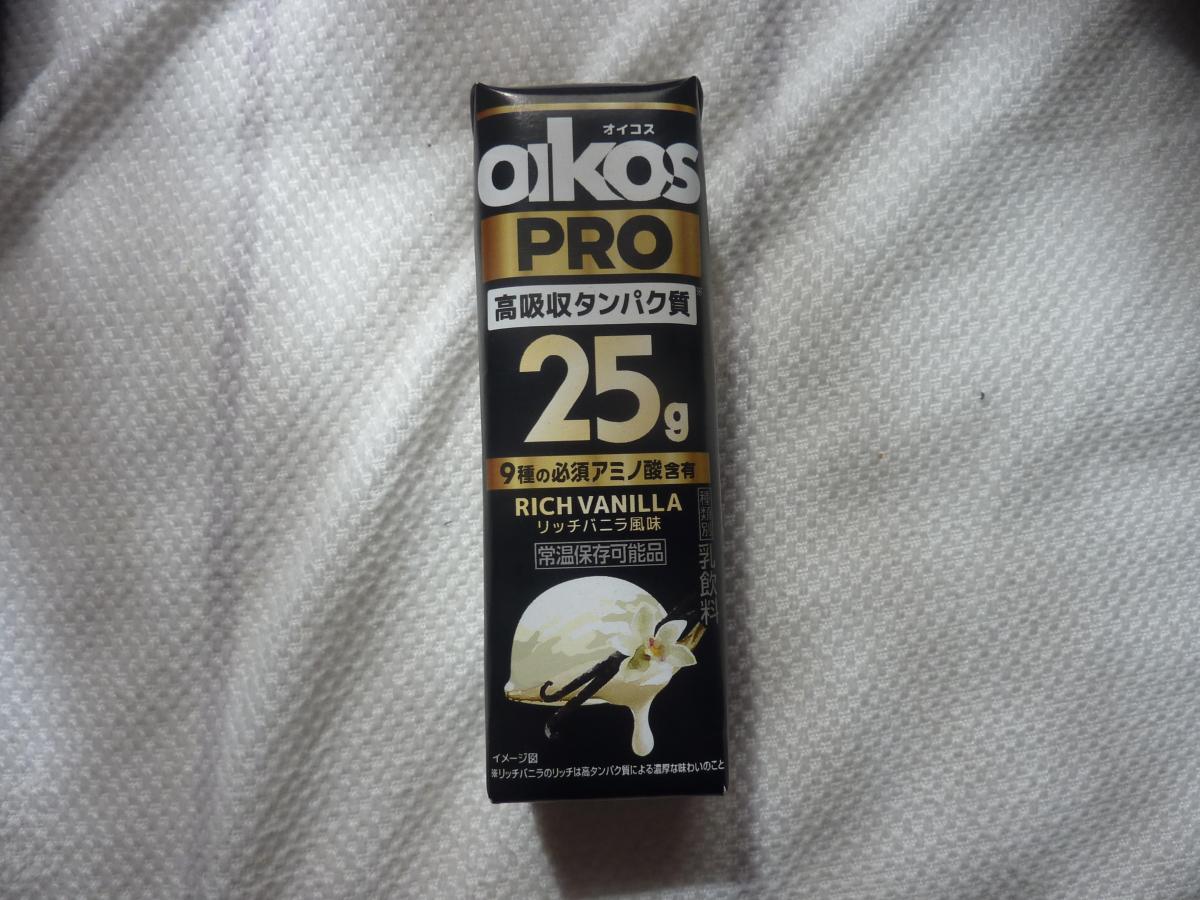 オイコス
oikos
PRO
高吸収タンパク質
25g
9種の必須アミノ酸含有
RICH VANILLA
リッチバニラ風味
常温保存可能品
種類別 乳飲料
イメージ図
※リッチバニラのリッチは高タンパク質による濃厚な味わいのこと